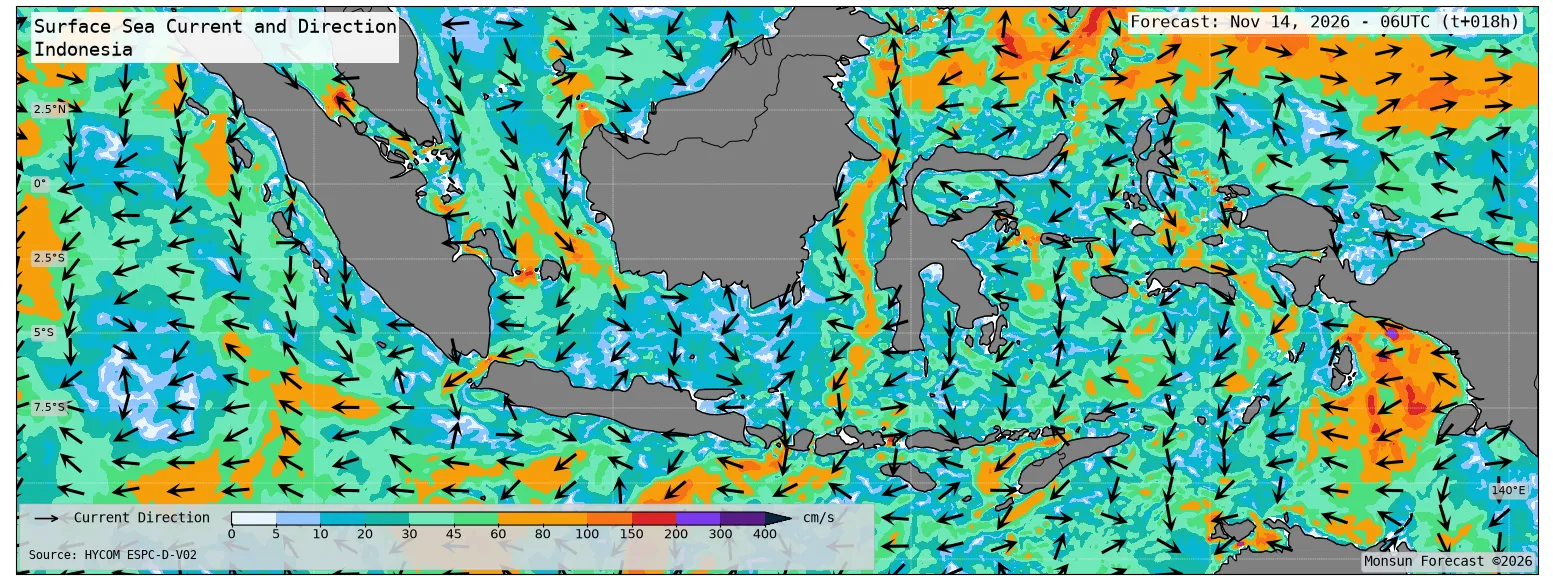 Surface Sea Current and Direction
Indonesia
Forecast: Nov 14, 2026 - 06UTC (t+018h)
2.5°N
0°
2.5°S
5°S
7.5°S
140°E
Current Direction
0 5 10 20 30 45 60 80 100 150 200 300 400 cm/s
Source: HYCOM ESPC-D-V02
Monsun Forecast ©2026